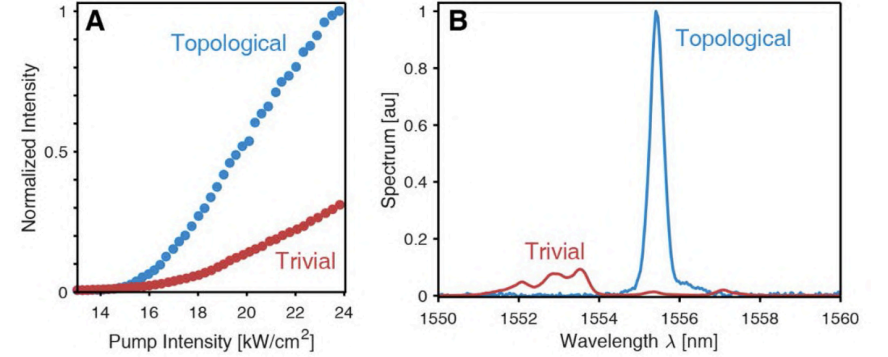 A
Topological
Trivial
Normalized Intensity
1
0.5
0
14 16 18 20 22 24
Pump Intensity [kW/cm²]
B
Topological
Trivial
Spectrum [au]
1
0.8
0.6
0.4
0.2
0
1550 1552 1554 1556 1558 1560
Wavelength λ [nm]